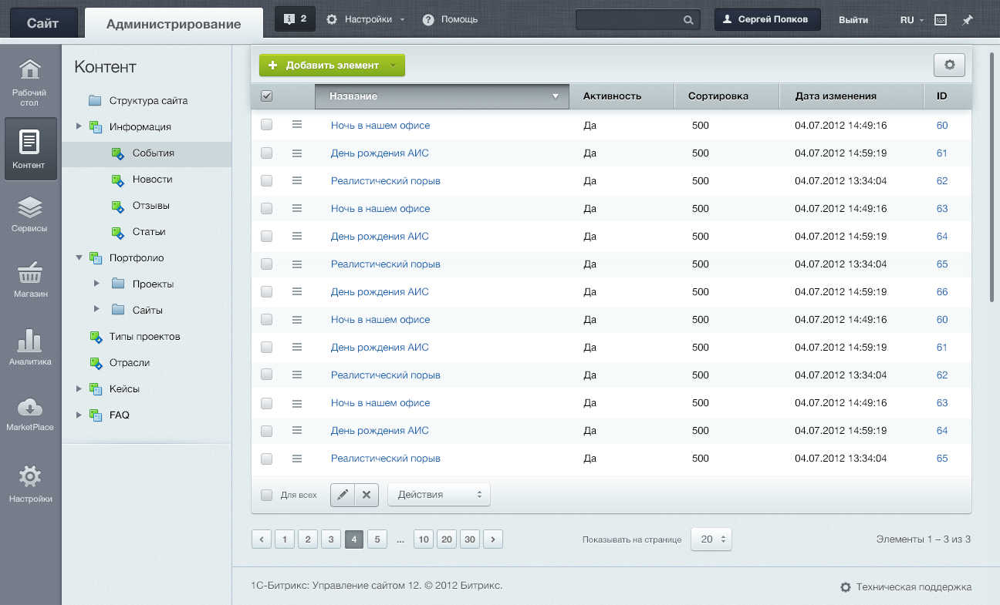 Сайт
Администрирование
2
Настройки
Помощь
Сергей Попков
Выйти
RU
Рабочий
стол
Контент
Сервисы
Магазин
Аналитика
MarketPlace
Настройки
Контент
Структура сайта
Информация
События
Новости
Отзывы
Статьи
Портфолио
Проекты
Сайты
Типы проектов
Отрасли
Кейсы
FAQ
Добавить элемент
Название Активность Сортировка Дата изменения ID
Ночь в нашем офисе Да 500 04.07.2012 14:49:16 60
День рождения АИС Да 500 04.07.2012 14:59:19 61
Реалистический порыв Да 500 04.07.2012 13:34:04 62
Ночь в нашем офисе Да 500 04.07.2012 14:49:16 63
День рождения АИС Да 500 04.07.2012 14:59:19 64
Реалистический порыв Да 500 04.07.2012 13:34:04 65
День рождения АИС Да 500 04.07.2012 14:59:19 66
Ночь в нашем офисе Да 500 04.07.2012 14:49:16 60
День рождения АИС Да 500 04.07.2012 14:59:19 61
Реалистический порыв Да 500 04.07.2012 13:34:04 62
Ночь в нашем офисе Да 500 04.07.2012 14:49:16 63
День рождения АИС Да 500 04.07.2012 14:59:19 64
Реалистический порыв Да 500 04.07.2012 13:34:04 65
Для всех
Действия
1 2 3 4 5 ... 10 20 30
Показывать на странице 20
Элементы 1 – 3 из 3
1С-Битрикс: Управление сайтом 12. © 2012 Битрикс.
Техническая поддержка